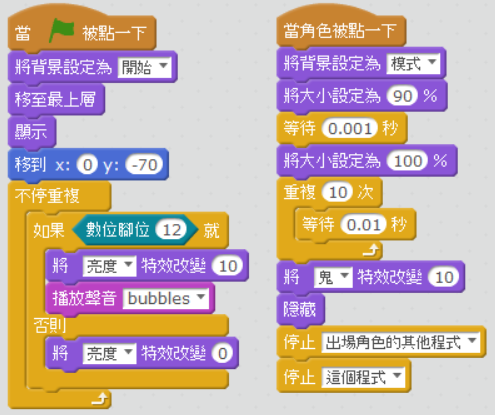 當 被點一下
將背景設定為 開始
移至最上層
顯示
移到 x: 0 y: -70
不停重複
如果 數位腳位 12 就
將 亮度 特效改變 10
播放聲音 bubbles
否則
將 亮度 特效改變 0
當角色被點一下
將背景設定為 模式
將大小設定為 90 %
等待 0.001 秒
將大小設定為 100 %
重複 10 次
等待 0.01 秒
將 鬼 特效改變 10
隱藏
停止 出場角色的其他程式
停止 這個程式